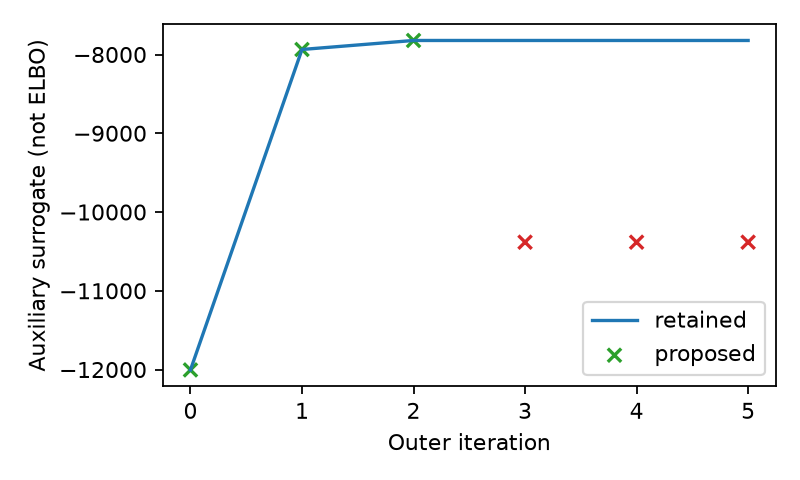 Auxiliary surrogate (not ELBO)
−8000
−9000
−10000
−11000
−12000
retained
proposed
0 1 2 3 4 5
Outer iteration